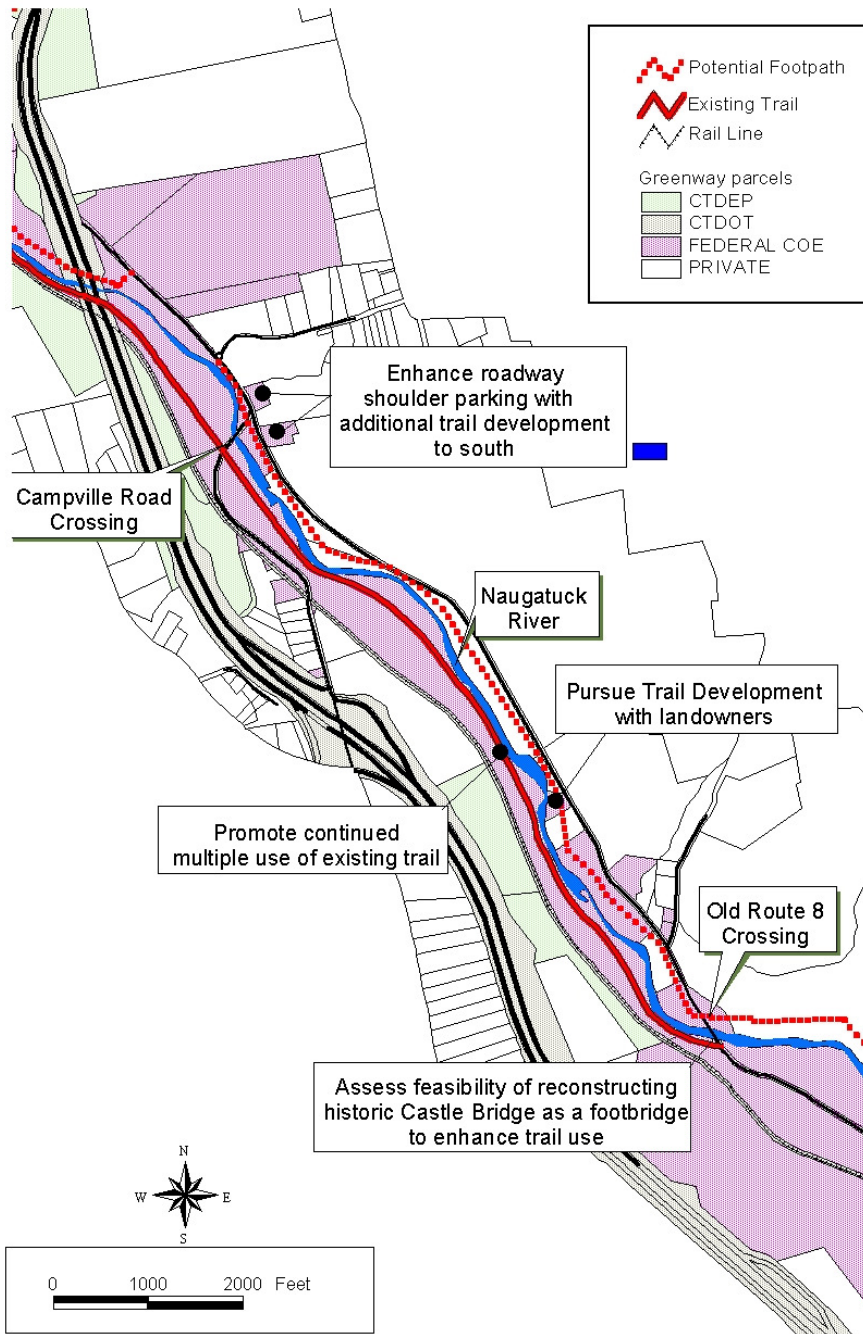 Potential Footpath
Existing Trail
Rail Line
Greenway parcels
CTDEP
CTDOT
FEDERAL COE
PRIVATE
Enhance roadway
shoulder parking with
additional trail development
to south
Campville Road
Crossing
Naugatuck
River
Pursue Trail Development
with landowners
Promote continued
multiple use of existing trail
Old Route 8
Crossing
Assess feasibility of reconstructing
historic Castle Bridge as a footbridge
to enhance trail use
N
W E
S
0 1000 2000 Feet